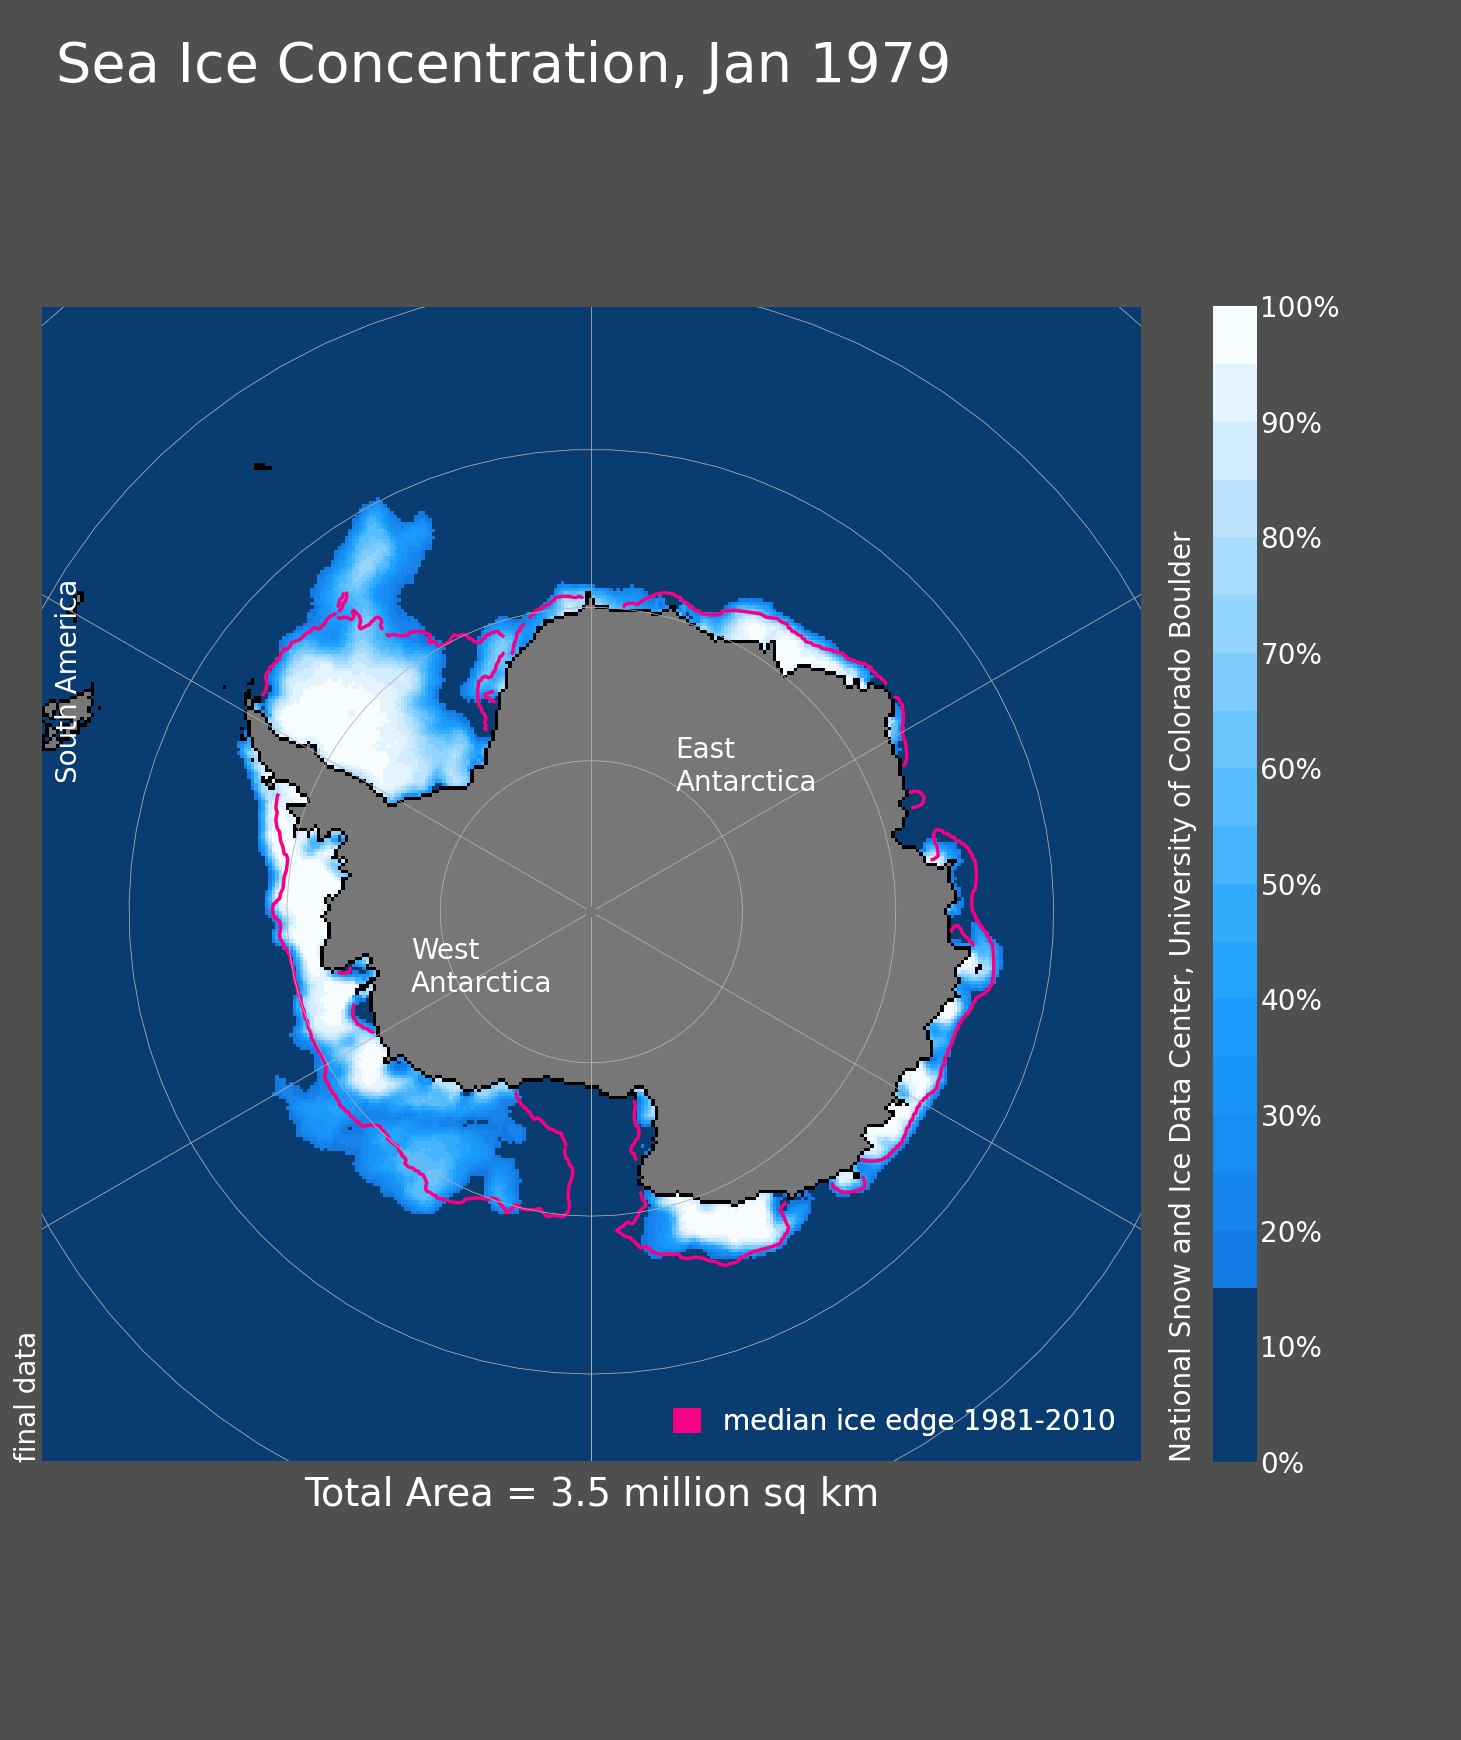 Sea Ice Concentration, Jan 1979
South America
East
Antarctica
West
Antarctica
median ice edge 1981-2010
final data
Total Area = 3.5 million sq km
National Snow and Ice Data Center, University of Colorado Boulder
100%
90%
80%
70%
60%
50%
40%
30%
20%
10%
0%